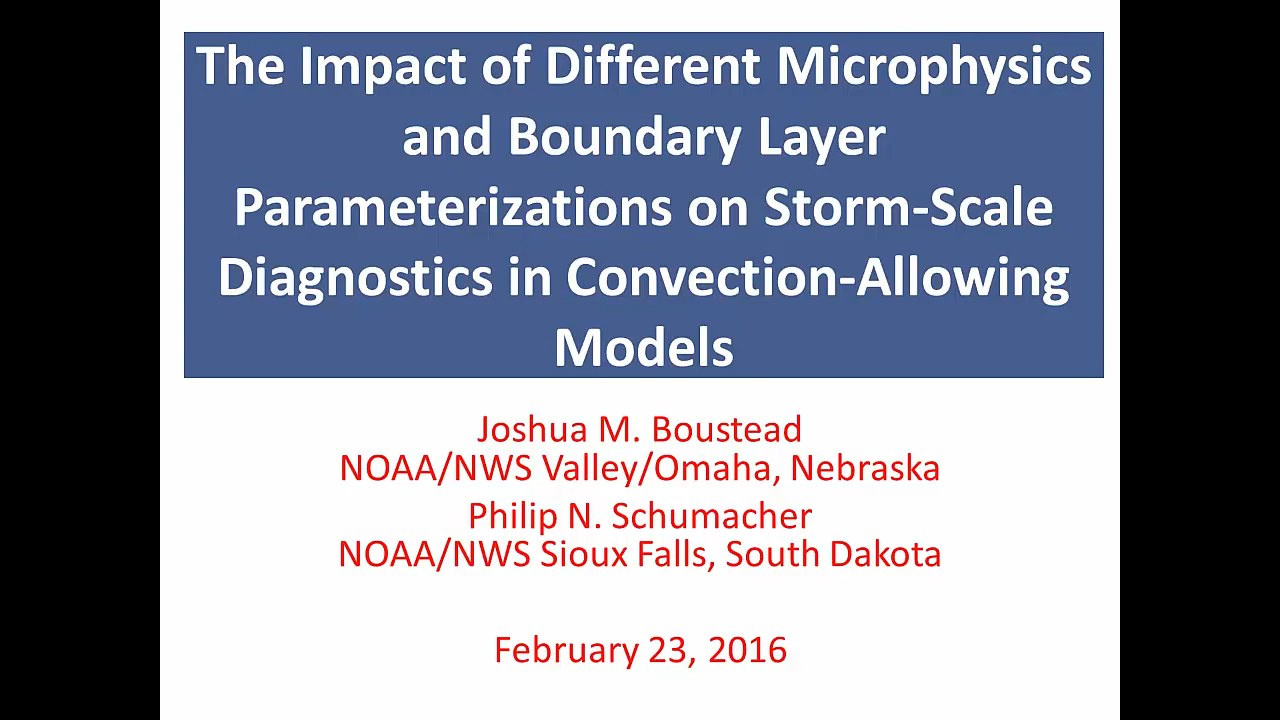 The Impact of Different Microphysics
and Boundary Layer
Parameterizations on Storm-Scale
Diagnostics in Convection-Allowing
Models
Joshua M. Boustead
NOAA/NWS Valley/Omaha, Nebraska
Philip N. Schumacher
NOAA/NWS Sioux Falls, South Dakota
February 23, 2016